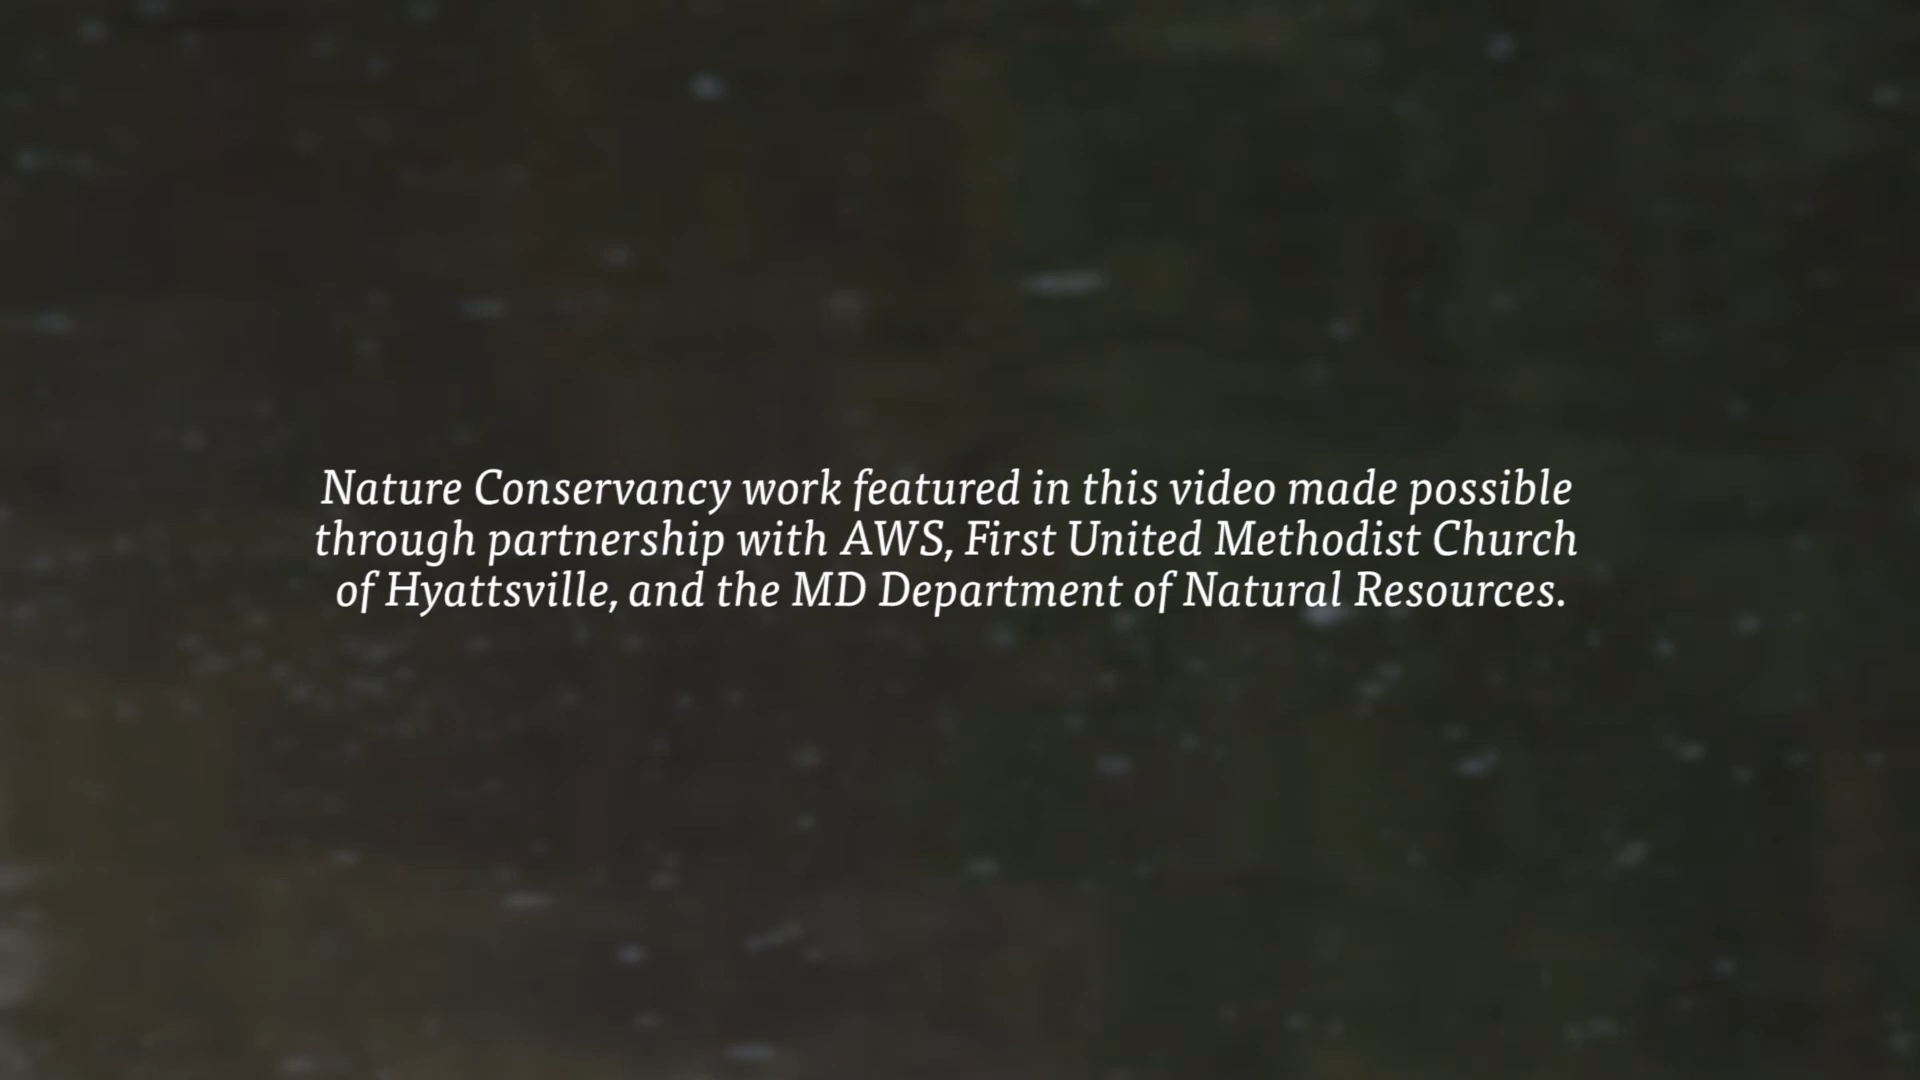 Nature Conservancy work featured in this video made possible
through partnership with AWS, First United Methodist Church
of Hyattsville, and the MD Department of Natural Resources.